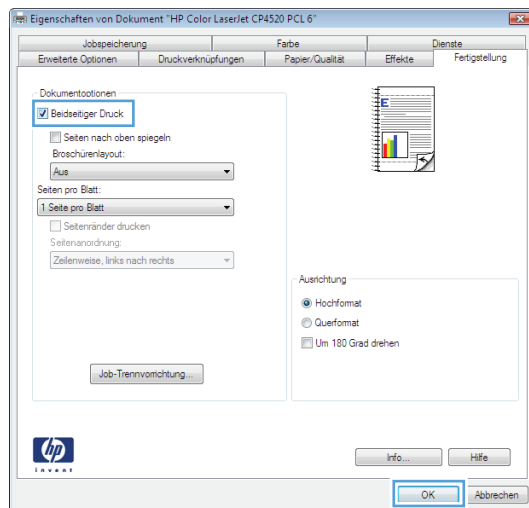 Eigenschaften von Dokument "HP Color LaserJet CP4520 PCL 6"
Jobspeicherung Farbe Dienste
Erweiterte Optionen Druckverknüpfungen Papier/Qualität Effekte Fertigstellung
Dokumentoptionen
Beidseitiger Druck
Seiten nach oben spiegeln
Broschürenlayout:
Aus
Seiten pro Blatt:
1 Seite pro Blatt
Seitenränder drucken
Seitenanordnung:
Zeilenweise, links nach rechts
Job-Trennvorrichtung...
E
Ausrichtung
Hochformat
Querformat
Um 180 Grad drehen
hp
invent
Info... Hilfe
OK Abbrechen